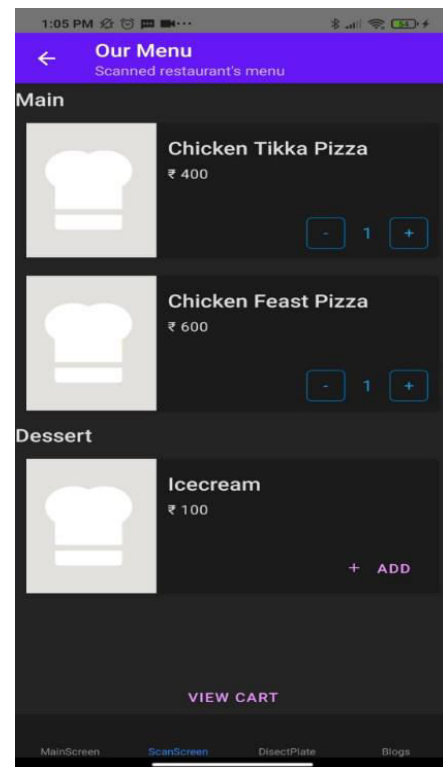 1:05 PM
Our Menu
Scanned restaurant's menu
Main
Chicken Tikka Pizza
₹ 400
- 1 +
Chicken Feast Pizza
₹ 600
- 1 +
Dessert
Icecream
₹ 100
+ ADD
VIEW CART
MainScreen ScanScreen DisectPlate Blogs